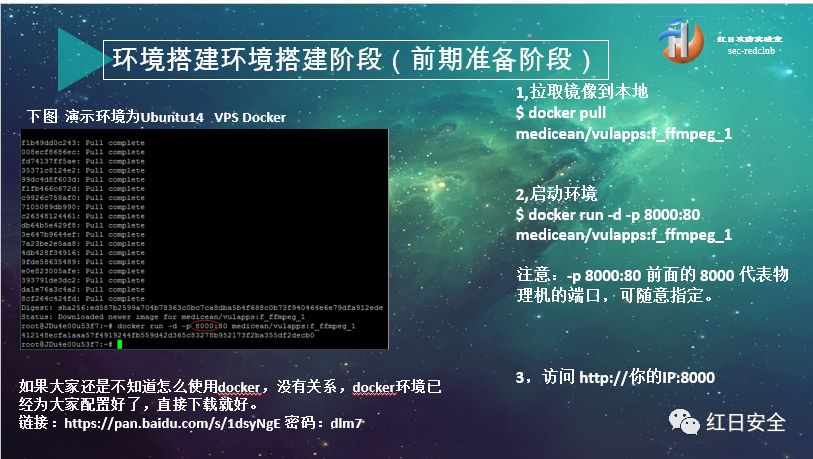 环境搭建环境搭建阶段（前期准备阶段）
红日攻防实验室
sec-redclub
下图 演示环境为Ubuntu14 VPS Docker
f1b49dd0c243: Pull complete
008ecf8686ec: Pull complete
fd74137ff5ae: Pull complete
35371c8124e2: Pull complete
99dc4d8f603d: Pull complete
f1fb466c672d: Pull complete
c9926c758af0: Pull complete
7105089db990: Pull complete
c26348124461: Pull complete
db64b5e429f8: Pull complete
3e647b9644ef: Pull complete
7a23be2e5aa8: Pull complete
4db428f34916: Pull complete
9fde58635489: Pull complete
e0e823005afe: Pull complete
393791de3dc2: Pull complete
da1e76a3c4a2: Pull complete
8cf264c424fd: Pull complete
Digest: sha256:ed587b2599a704b78363c0bc7ca8dba5b4f688c0b73f940464e6e79dfa912ede
Status: Downloaded newer image for medicean/vulapps:f_ffmpeg_1
root@JDu4e00u53f7:~# docker run -d -p 8000:80 medicean/vulapps:f_ffmpeg_1
412148ecfa1aaa57f4919244fb559d42d365c83278b952173f2ba355df2decb0
root@JDu4e00u53f7:~#
如果大家还是不知道怎么使用docker，没有关系，docker环境已
经为大家配置好了，直接下载就好。
链接：https://pan.baidu.com/s/1dsyNgE 密码：dlm7
1,拉取镜像到本地
$ docker pull
medicean/vulapps:f_ffmpeg_1
2,启动环境
$ docker run -d -p 8000:80
medicean/vulapps:f_ffmpeg_1
注意：-p 8000:80 前面的 8000 代表物
理机的端口，可随意指定。
3，访问 http://你的IP:8000
红日安全